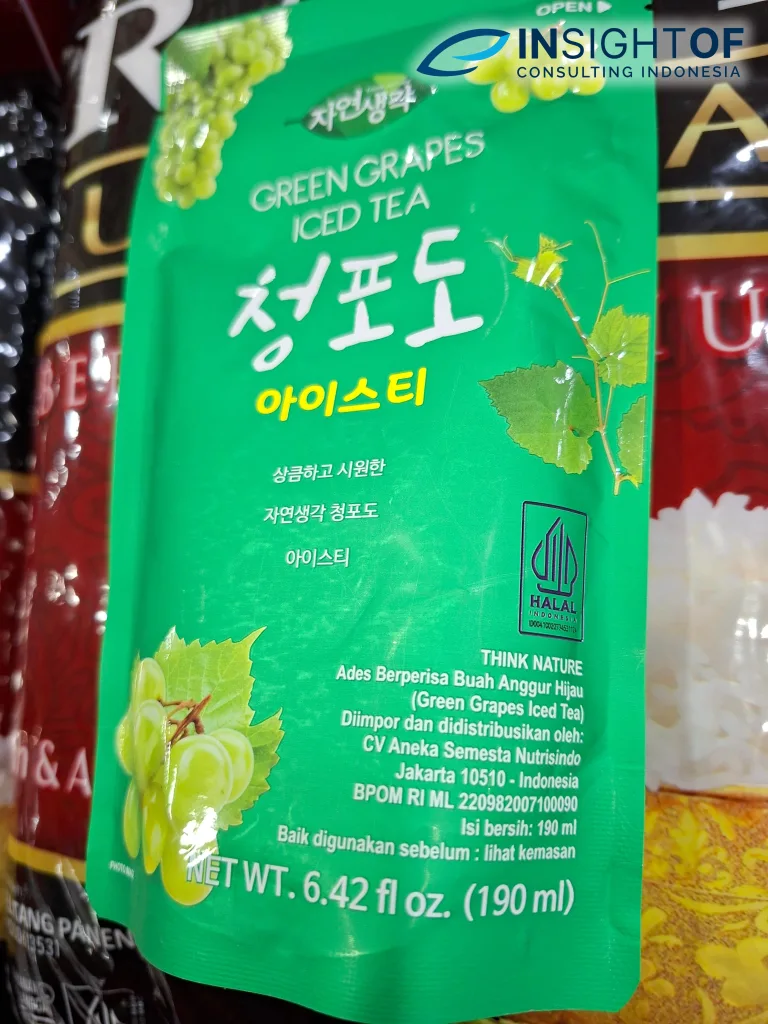 OPEN
INSIGHTOF
CONSULTING INDONESIA
자연생각
GREEN GRAPES
ICED TEA
청포도
아이스티
상큼하고 시원한
자연생각 청포도
아이스티
HALAL
INDONESIA
THINK NATURE
Ades Berperisa Buah Anggur Hijau
(Green Grapes Iced Tea)
Diimpor dan didistribusikan oleh:
CV Aneka Semesta Nutrisindo
Jakarta 10510 - Indonesia
BPOM RI ML 220982007100090
Isi bersih: 190 ml
Baik digunakan sebelum : lihat kemasan
NET WT. 6.42 fl oz. (190 ml)